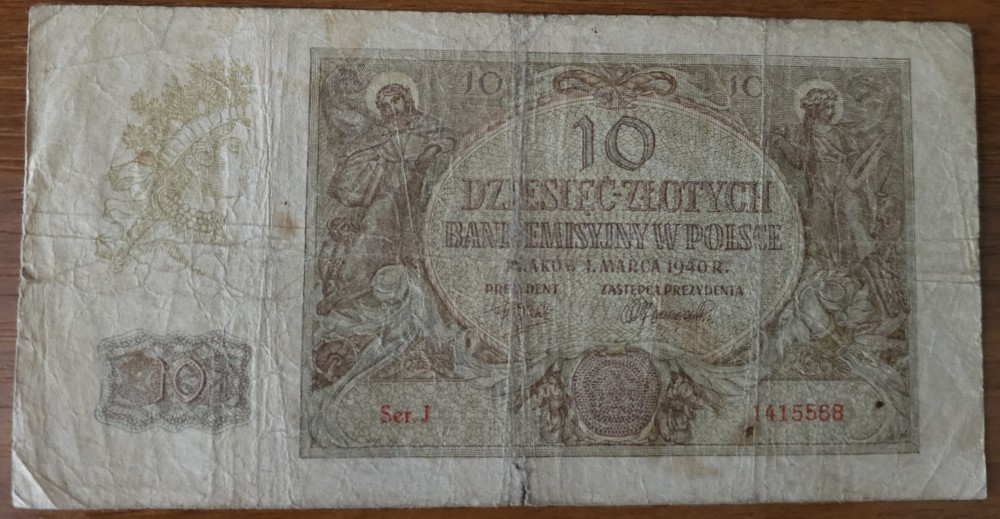 10 10
10
DZIESIĘĆ-ZŁOTYCH
BANK EMISYJNY W POLSCE
KRAKÓW 1. MARCA 1940 R.
PREZYDENT ZASTĘPCA PREZYDENTA
10
Ser. J 1415568